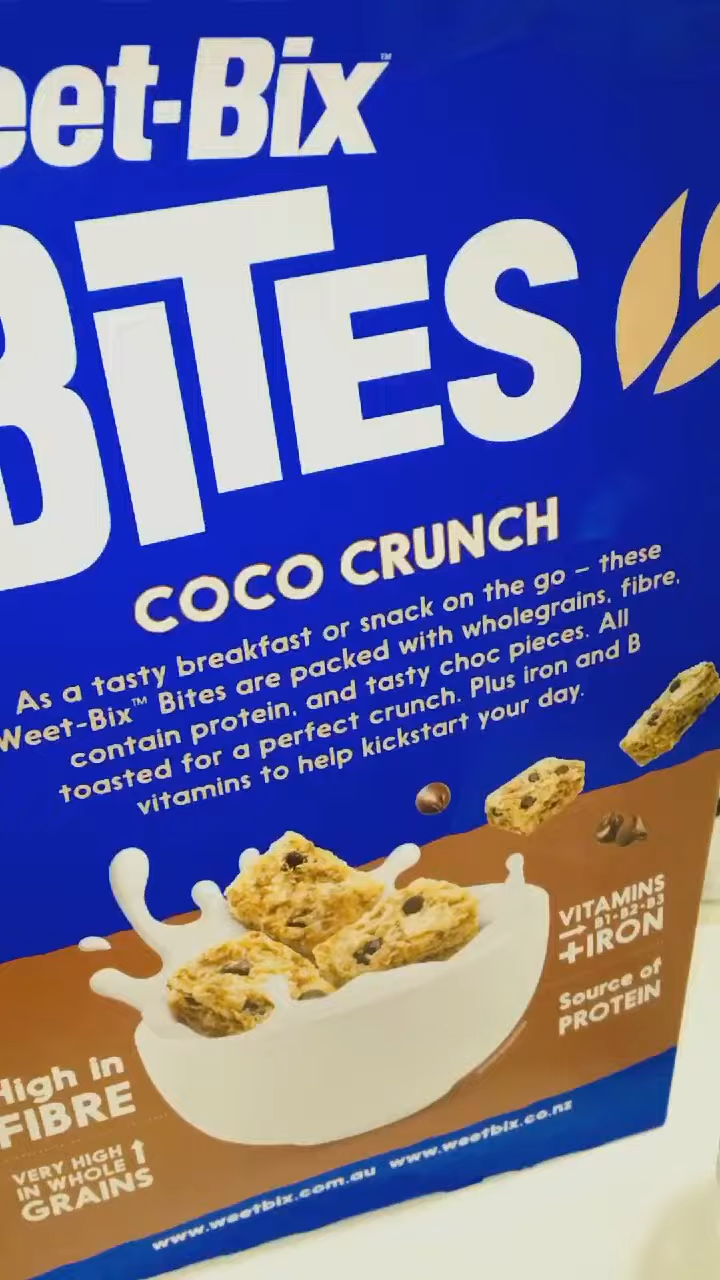 eet-Bix™
BiTES
COCO CRUNCH
As a tasty breakfast or snack on the go – these
Weet-Bix™ Bites are packed with wholegrains, fibre,
contain protein, and tasty choc pieces. All
toasted for a perfect crunch. Plus iron and B
vitamins to help kickstart your day.
VITAMINS
B1·B2·B3
+IRON
Source of
PROTEIN
High in
FIBRE
VERY HIGH
IN WHOLE
GRAINS
www.weetbix.com.au www.weetbix.co.nz